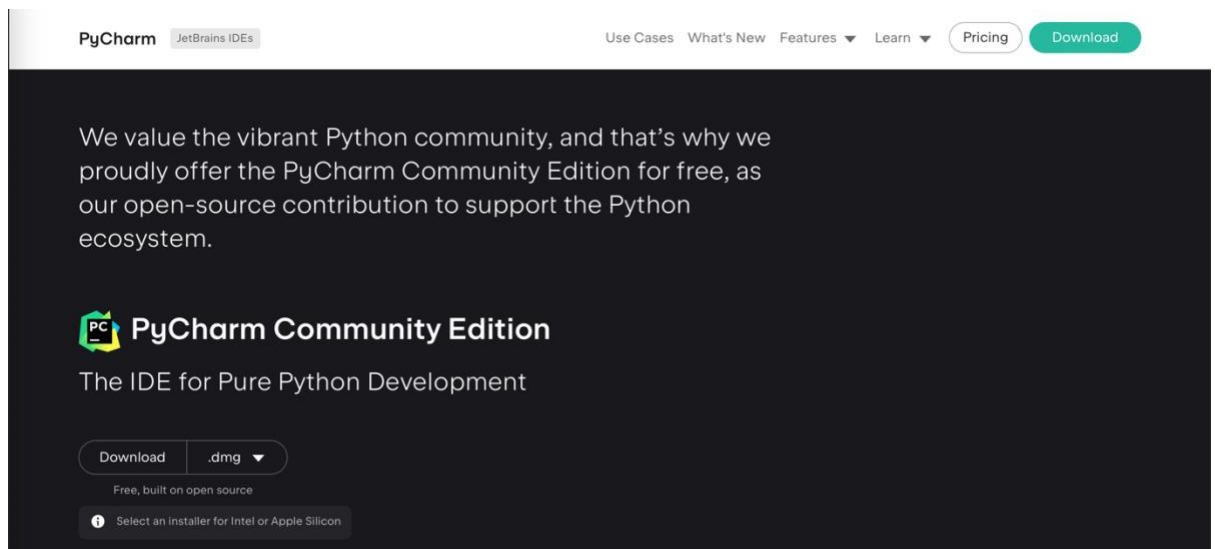 PyCharm JetBrains IDEs Use Cases What's New Features Learn Pricing Download
We value the vibrant Python community, and that's why we
proudly offer the PyCharm Community Edition for free, as
our open-source contribution to support the Python
ecosystem.
PC PyCharm Community Edition
The IDE for Pure Python Development
Download .dmg
Free, built on open source
Select an installer for Intel or Apple Silicon